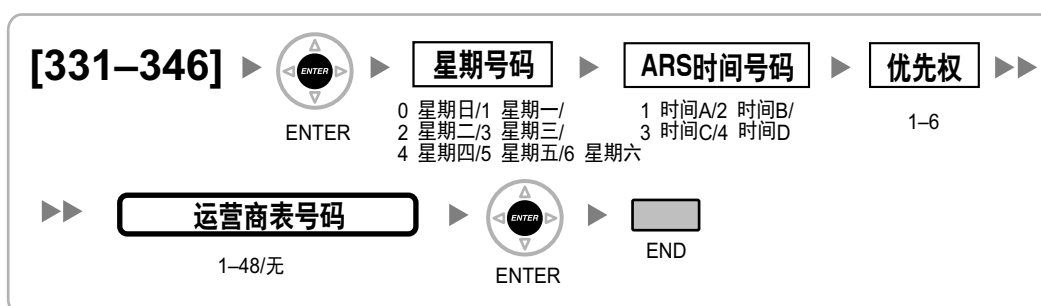 [331–346] ENTER 星期号码 ARS时间号码 优先权
ENTER
0 星期日/1 星期一/
2 星期二/3 星期三/
4 星期四/5 星期五/6 星期六
1 时间A/2 时间B/
3 时间C/4 时间D
1–6
运营商表号码 ENTER
1–48/无
ENTER
END